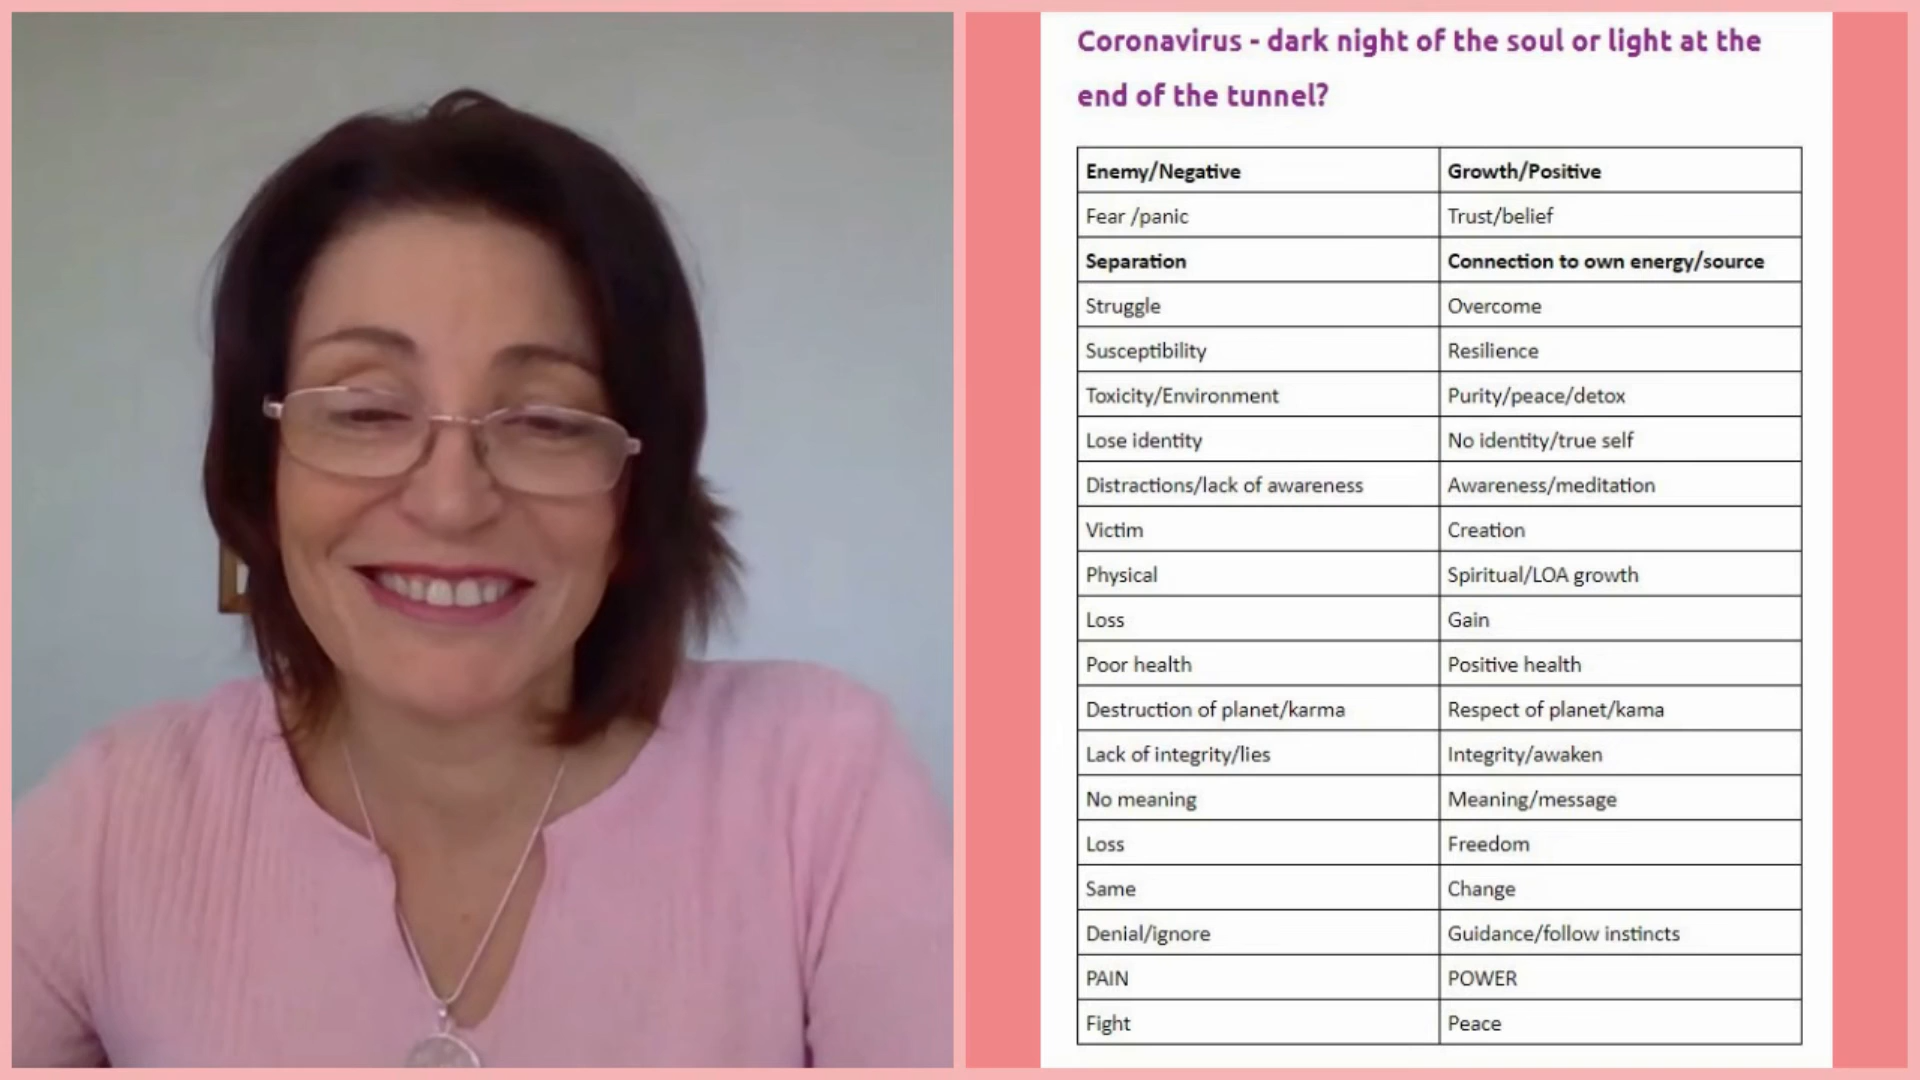 Coronavirus - dark night of the soul or light at the
end of the tunnel?
Enemy/Negative Growth/Positive
Fear /panic Trust/belief
Separation Connection to own energy/source
Struggle Overcome
Susceptibility Resilience
Toxicity/Environment Purity/peace/detox
Lose identity No identity/true self
Distractions/lack of awareness Awareness/meditation
Victim Creation
Physical Spiritual/LOA growth
Loss Gain
Poor health Positive health
Destruction of planet/karma Respect of planet/kama
Lack of integrity/lies Integrity/awaken
No meaning Meaning/message
Loss Freedom
Same Change
Denial/ignore Guidance/follow instincts
PAIN POWER
Fight Peace